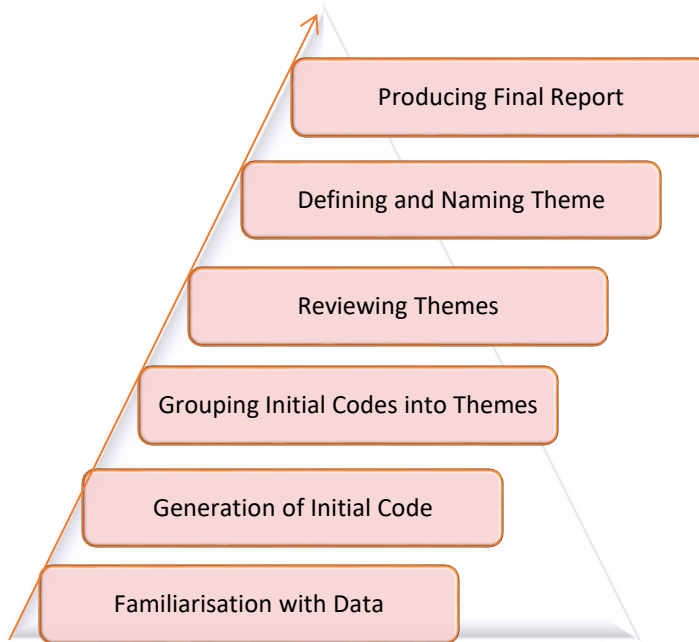 Producing Final Report
Defining and Naming Theme
Reviewing Themes
Grouping Initial Codes into Themes
Generation of Initial Code
Familiarisation with Data